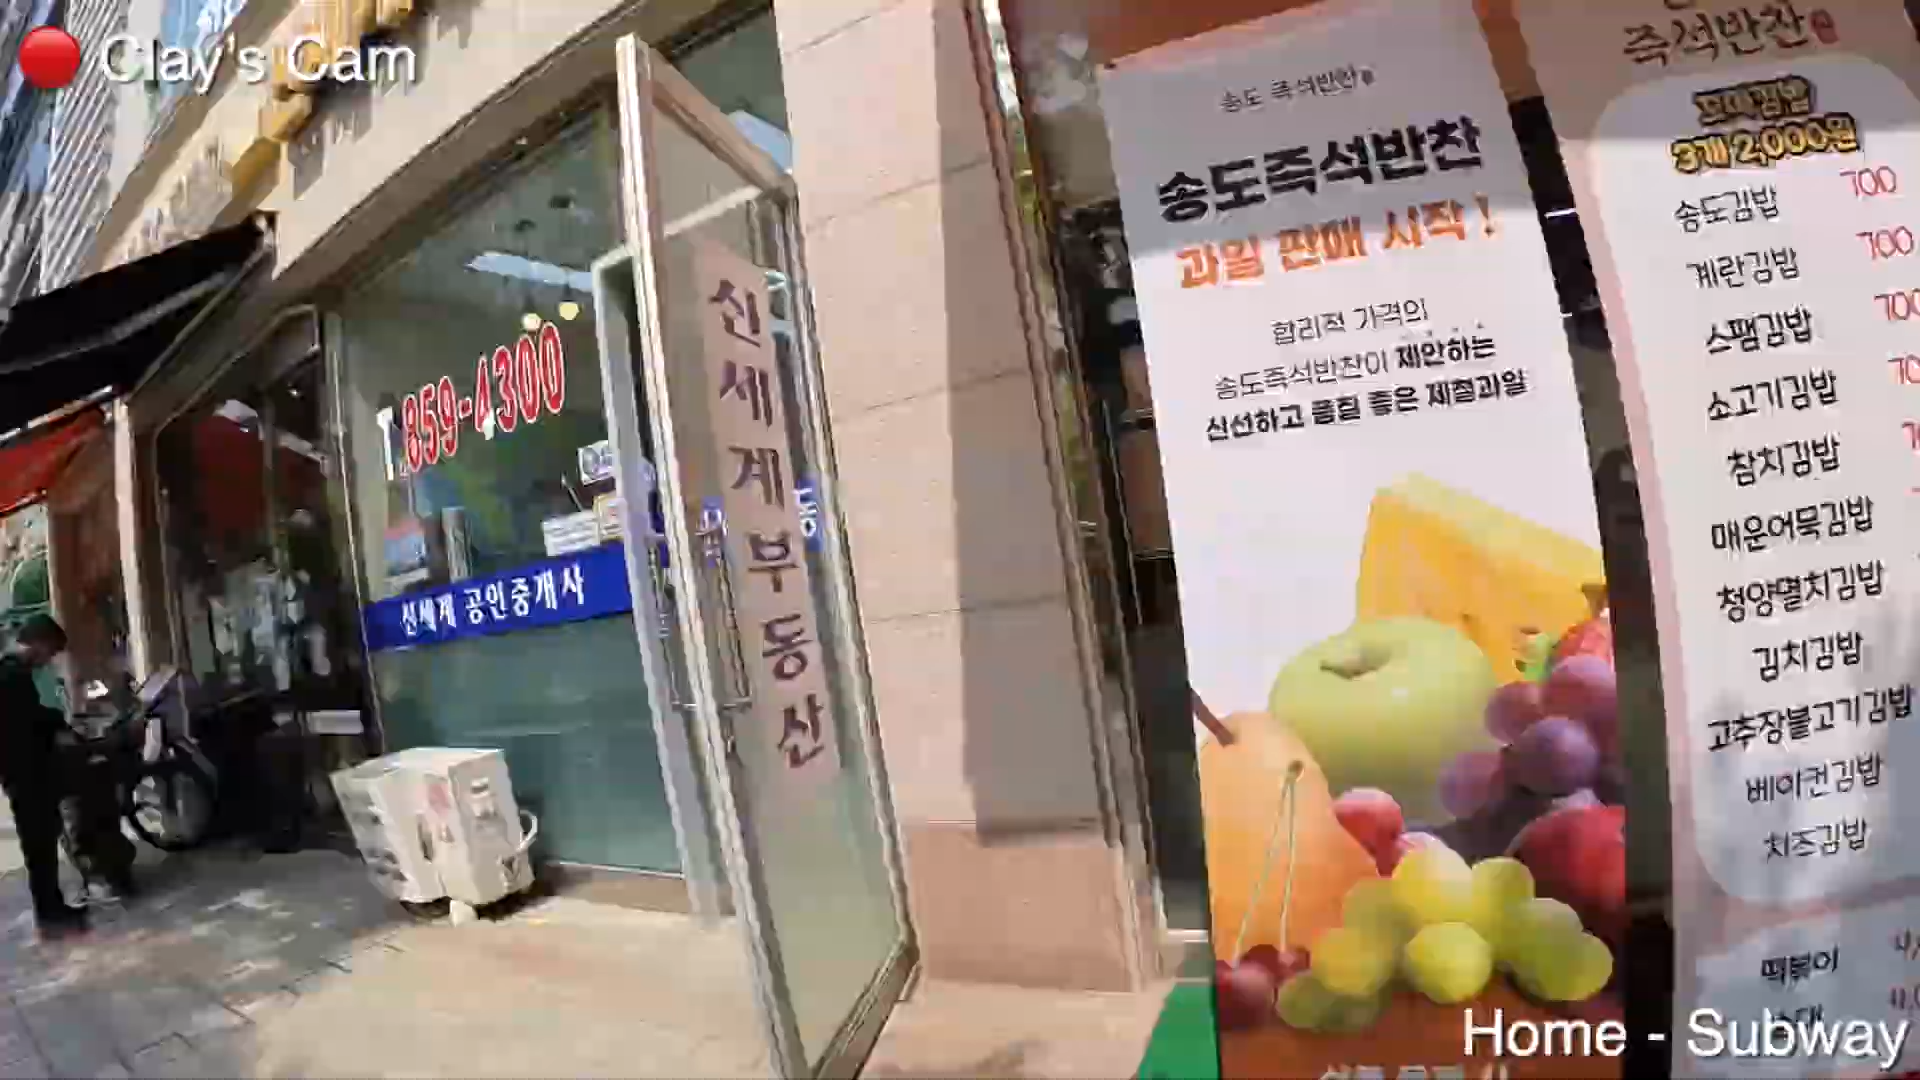 Clay's Cam
T.859-4300
신세계 공인중개사
신세계부동산
송도 즉석반찬
송도즉석반찬
과일 판매 시작!
합리적 가격의
송도즉석반찬이 제안하는
신선하고 품질 좋은 제철과일
즉석반찬
꼬마김밥
3개 2,000원
송도김밥 700
계란김밥 700
스팸김밥 700
소고기김밥
참치김밥
매운어묵김밥
청양멸치김밥
김치김밥
고추장불고기김밥
베이컨김밥
치즈김밥
떡볶이
Home - Subway